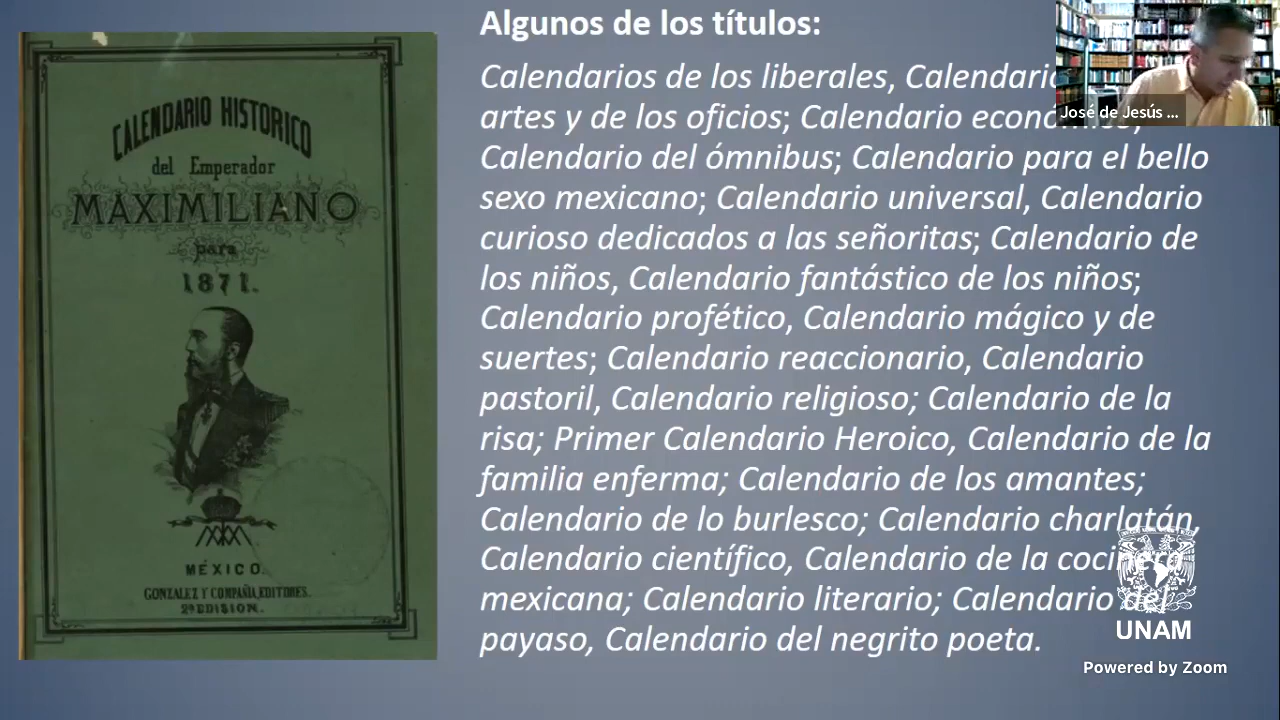 CALENDARIO HISTORICO
del Emperador
MAXIMILIANO
para
1871.
MÉXICO.
GONZALEZ Y COMPAÑIA, EDITORES.
2ª EDISION.
Algunos de los títulos:
Calendarios de los liberales, Calendario
artes y de los oficios; Calendario económico;
Calendario del ómnibus; Calendario para el bello
sexo mexicano; Calendario universal, Calendario
curioso dedicados a las señoritas; Calendario de
los niños, Calendario fantástico de los niños;
Calendario profético, Calendario mágico y de
suertes; Calendario reaccionario, Calendario
pastoril, Calendario religioso; Calendario de la
risa; Primer Calendario Heroico, Calendario de la
familia enferma; Calendario de los amantes;
Calendario de lo burlesco; Calendario charlatán,
Calendario científico, Calendario de la cocinera
mexicana; Calendario literario; Calendario del
payaso, Calendario del negrito poeta.
José de Jesús ...
UNAM
Powered by Zoom